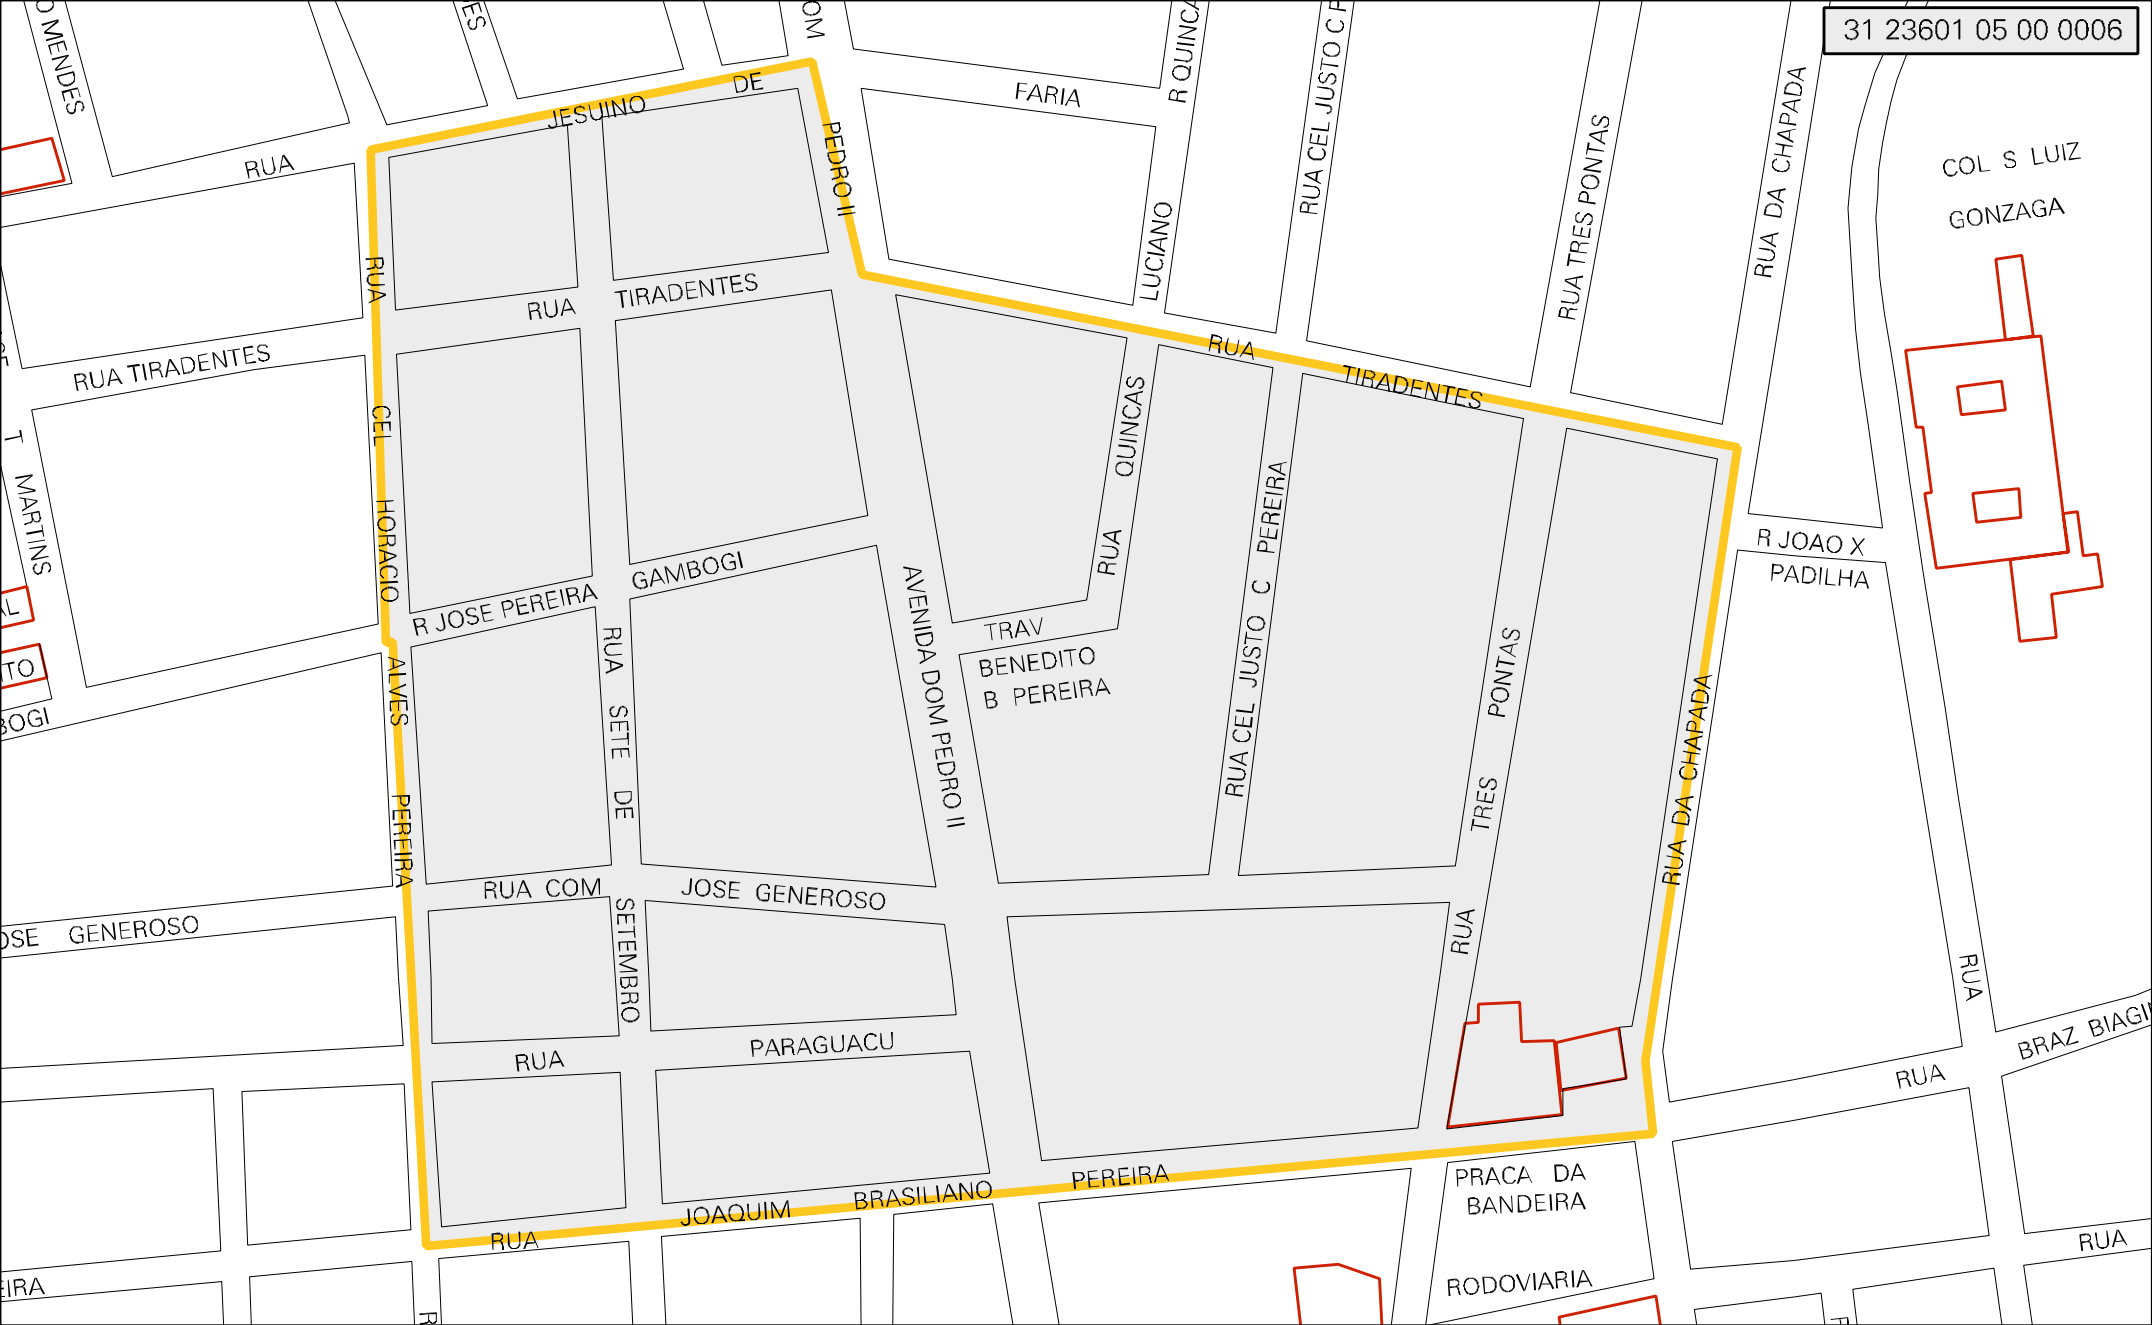 31 23601 05 00 0006
O MENDES
RUA
JESUINO
DE
FARIA
PEDRO II
LUCIANO
RUA CEL JUSTO C P
RUA TRES PONTAS
RUA DA CHAPADA
COL S LUIZ
GONZAGA
RUA
CEL
HORACIO
ALVES
PEREIRA
RUA
TIRADENTES
RUA TIRADENTES
RUA
TIRADENTES
T MARTINS
R JOSE PEREIRA
GAMBOGI
RUA
QUINCAS
RUA CEL JUSTO C PEREIRA
R JOAO X
PADILHA
AVENIDA DOM PEDRO II
TRAV
BENEDITO
B PEREIRA
RUA SETE DE
SETEMBRO
RUA TRES PONTAS
RUA DA CHAPADA
RUA COM
JOSE GENEROSO
GENEROSO
RUA
PARAGUACU
RUA
BRAZ
RUA
RUA
JOAQUIM
BRASILIANO
PEREIRA
PRACA DA
BANDEIRA
RODOVIARIA
RUA